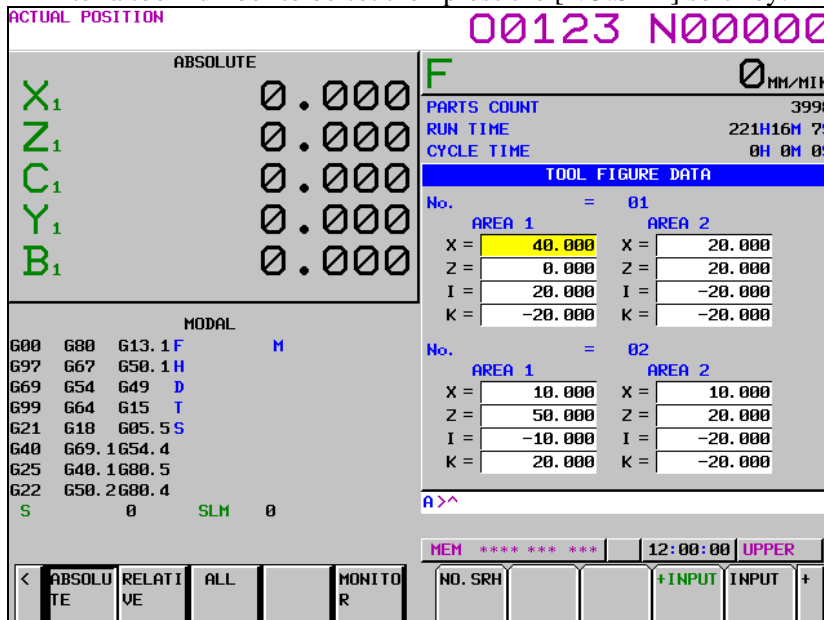 ACTUAL POSITION
O0123 N00000
ABSOLUTE
X1 0.000
Z1 0.000
C1 0.000
Y1 0.000
B1 0.000
F 0 MM/MIN
PARTS COUNT 3998
RUN TIME 221H16M 7S
CYCLE TIME 0H 0M 0S
TOOL FIGURE DATA
No. = 01
AREA 1 AREA 2
X = 40.000 X = 20.000
Z = 0.000 Z = 20.000
I = 20.000 I = -20.000
K = -20.000 K = -20.000
No. = 02
AREA 1 AREA 2
X = 10.000 X = 10.000
Z = 50.000 Z = 20.000
I = -10.000 I = -20.000
K = 20.000 K = -20.000
MODAL
G00 G80 G13.1 F M
G97 G67 G50.1 H
G69 G54 G49 D
G99 G64 G15 T
G21 G18 G05.5 S
G40 G69.1 G54.4
G25 G40.1 G80.5
G22 G50.2 G80.4
S 0 SLM 0
A>^
MEM **** *** *** 12:00:00 UPPER
< ABSOLUTE RELATIVE ALL MONITOR NO.SRH +INPUT INPUT +